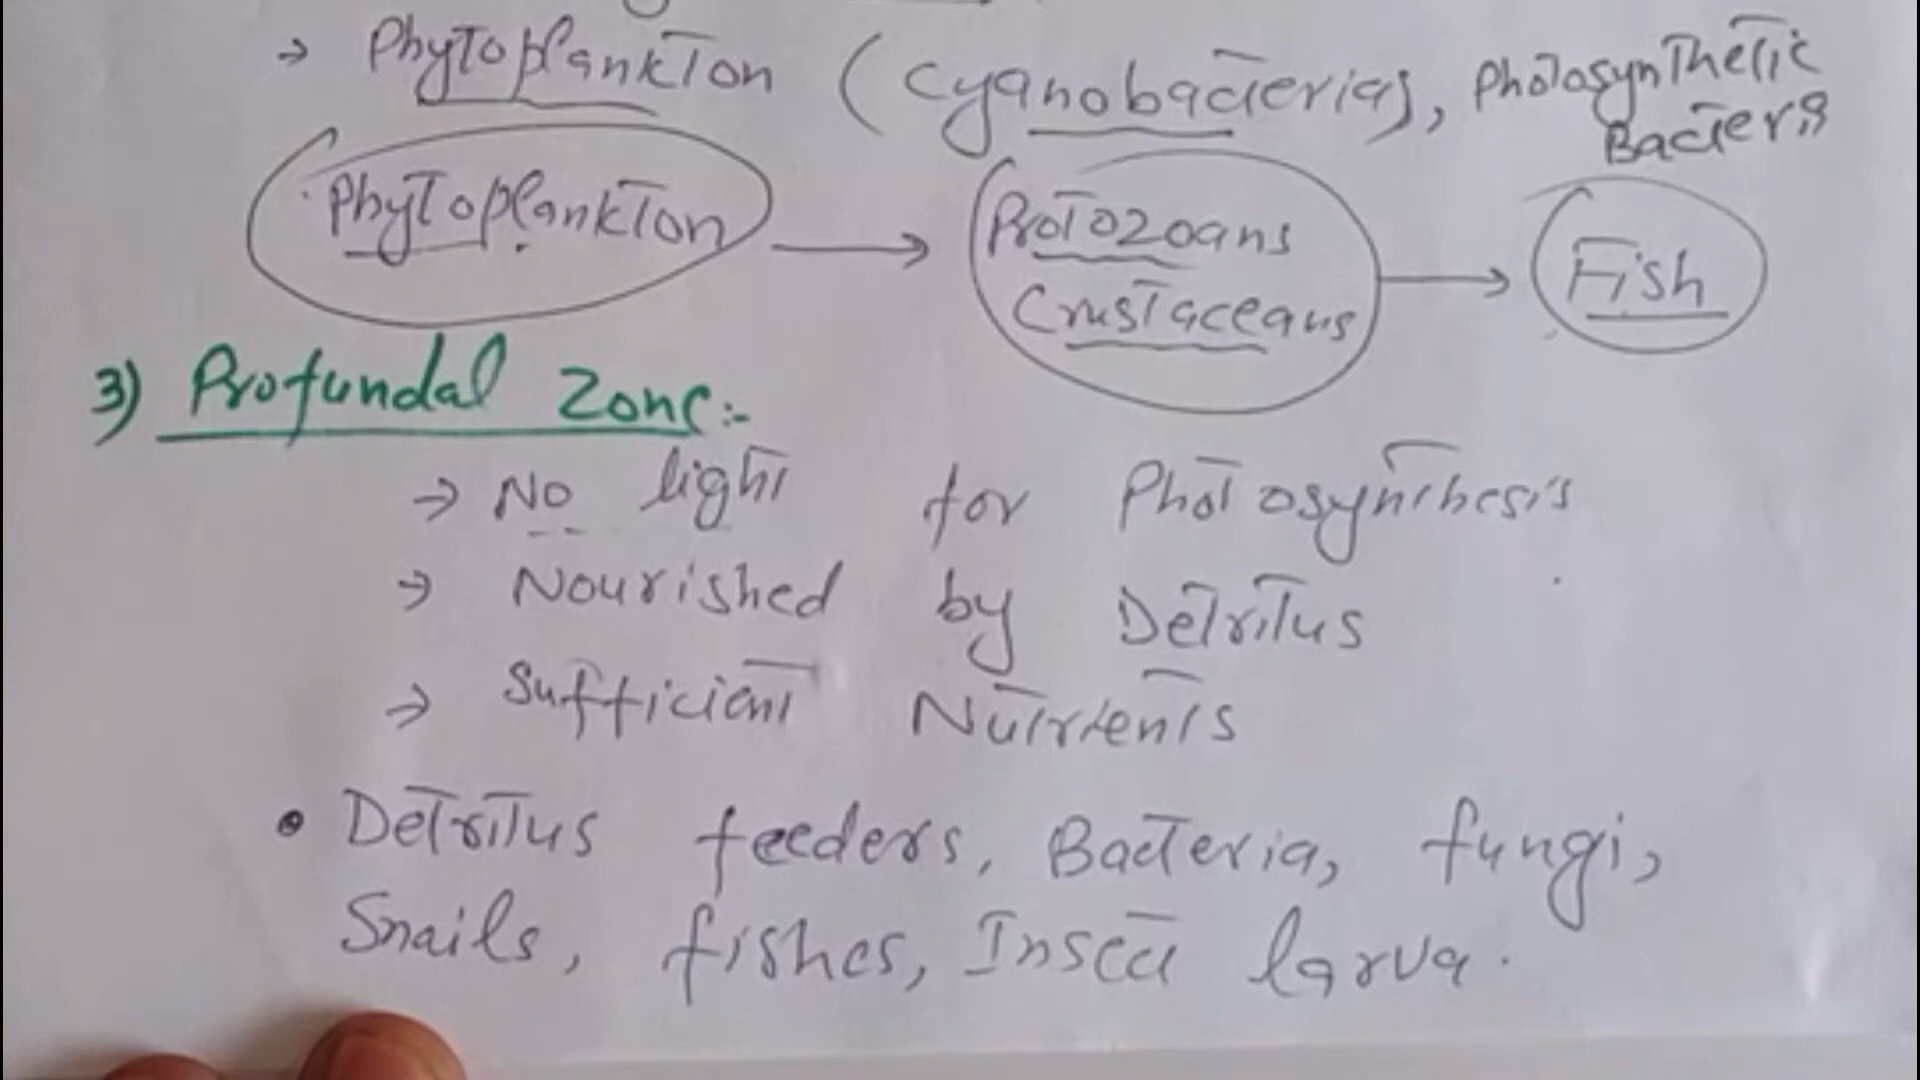 → Phytoplankton (Cyanobacterias, Photosynthetic
Bacteria
Phytoplankton → Protozoans → Fish
Crustaceans
3) Profundal Zone:-
→ No light for Photosynthesis
→ Nourished by Detritus
→ Sufficient Nutrients
• Detritus feeders, Bacteria, fungi,
Snails, fishes, Insect larva.